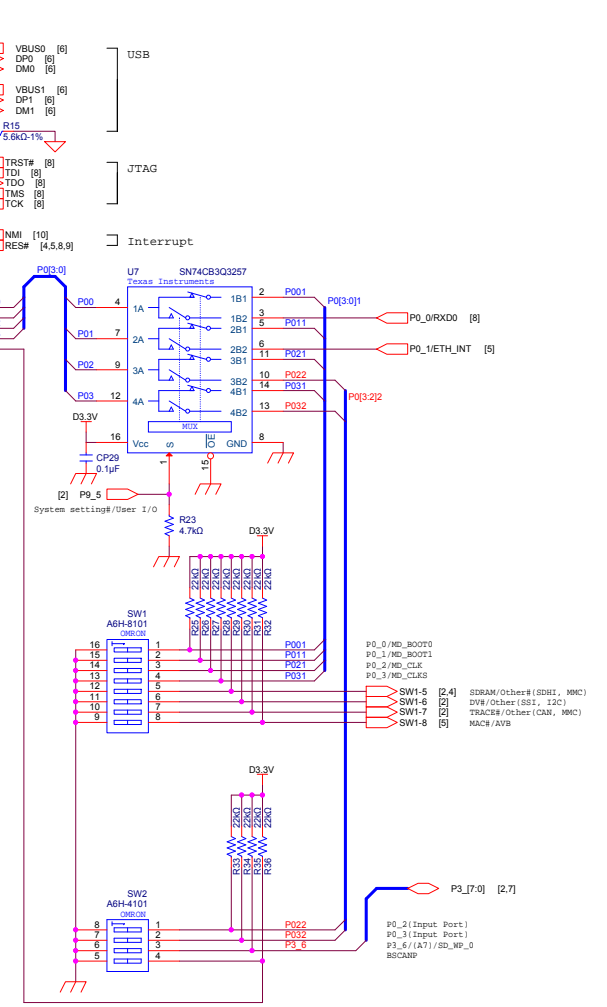 VBUS0 [6]
DP0 [6]
DM0 [6]
USB
VBUS1 [6]
DP1 [6]
DM1 [6]
R15
5.6kΩ-1%
TRST# [8]
TDI [8]
TDO [8]
TMS [8]
TCK [8]
JTAG
NMI [10]
RES# [4,5,8,9]
Interrupt
P0[3:0]
U7 SN74CB3Q3257
Texas Instruments
P00 4 1A 1B1 2 P001
P0[3:0]1
1B2 3 P0_0/RXD0 [8]
P01 7 2A 2B1 5 P011
2B2 6 P0_1/ETH_INT [5]
P02 9 3A 3B1 11 P021
3B2 10 P022
P03 12 4A 4B1 14 P031
P0[3:2]2
4B2 13 P032
MUX
D3.3V
16 Vcc S OE GND 8
1 15
CP29
0.1µF
[2] P9_5
System setting#/User I/O
R23
4.7kΩ
D3.3V
22kΩ 22kΩ 22kΩ 22kΩ 22kΩ 22kΩ 22kΩ 22kΩ
R25 R26 R27 R28 R29 R30 R31 R32
SW1
A6H-8101
OMRON
16 1 P001 P0_0/MD_BOOT0
15 2 P011 P0_1/MD_BOOT1
14 3 P021 P0_2/MD_CLK
13 4 P031 P0_3/MD_CLKS
12 5 SW1-5 [2,4] SDRAM/Other#(SDHI, MMC)
11 6 SW1-6 [2] DV#/Other(SSI, I2C)
10 7 SW1-7 [2] TRACE#/Other(CAN, MMC)
9 8 SW1-8 [5] MAC#/AVB
D3.3V
22kΩ 22kΩ 22kΩ 22kΩ
R33 R34 R35 R36
P3_[7:0] [2,7]
SW2
A6H-4101
OMRON
8 1 P022 P0_2(Input Port)
7 2 P032 P0_3(Input Port)
6 3 P3_6 P3_6/(A7)/SD_WP_0
5 4 BSCANP